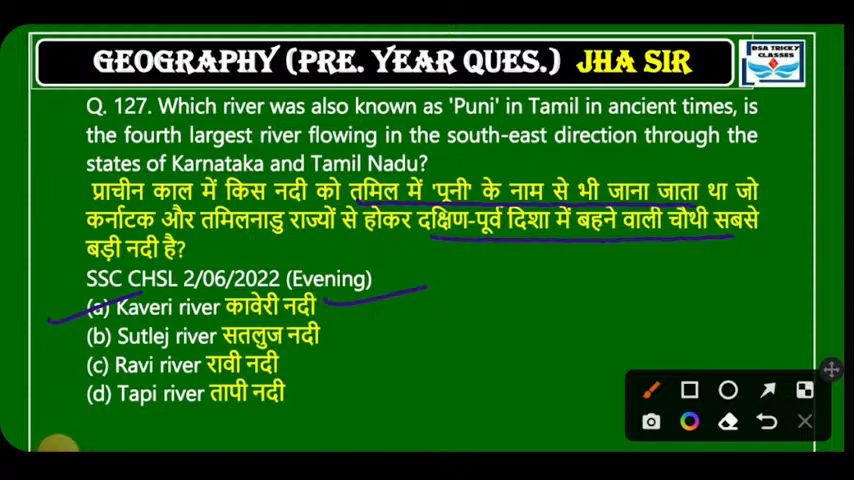 GEOGRAPHY (PRE. YEAR QUES.) JHA SIR
DSA TRICKY
CLASSES
Q. 127. Which river was also known as 'Puni' in Tamil in ancient times, is
the fourth largest river flowing in the south-east direction through the
states of Karnataka and Tamil Nadu?
प्राचीन काल में किस नदी को तमिल में 'पूनी' के नाम से भी जाना जाता था जो
कर्नाटक और तमिलनाडु राज्यों से होकर दक्षिण-पूर्व दिशा में बहने वाली चौथी सबसे
बड़ी नदी है?
SSC CHSL 2/06/2022 (Evening)
(a) Kaveri river कावेरी नदी
(b) Sutlej river सतलुज नदी
(c) Ravi river रावी नदी
(d) Tapi river तापी नदी